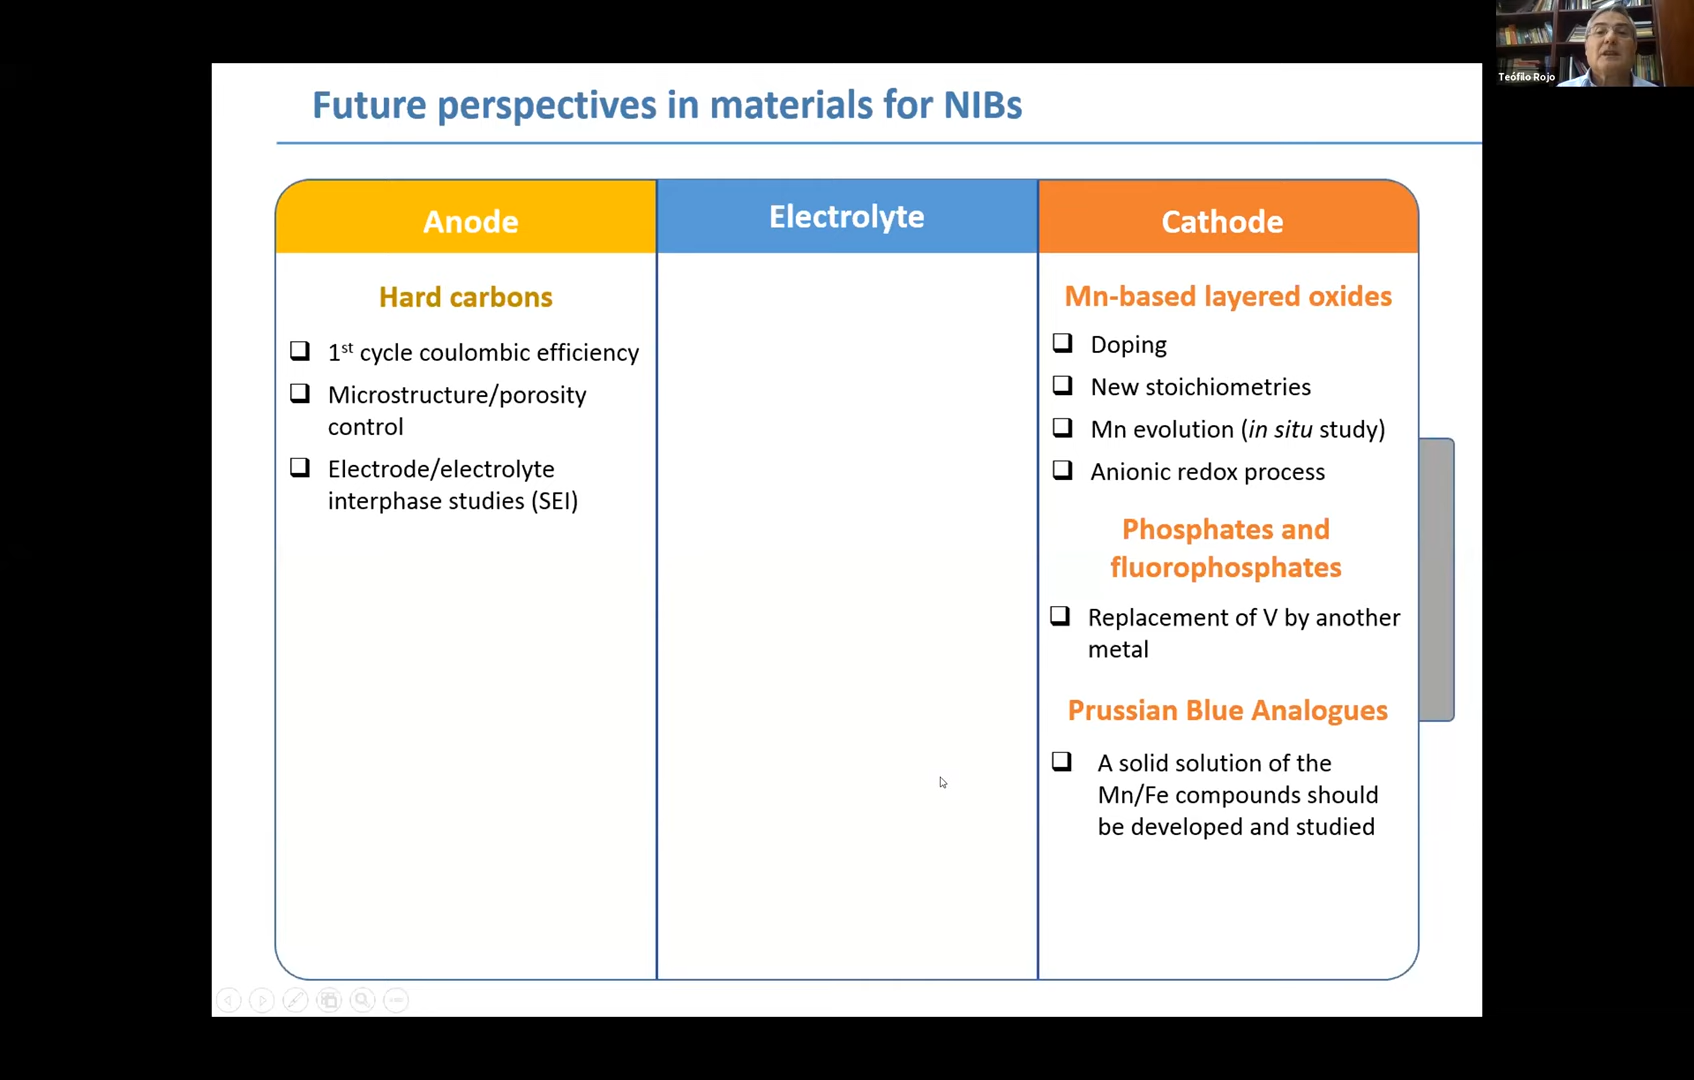 Teófilo Rojo
Future perspectives in materials for NIBs
Anode
Hard carbons
1st cycle coulombic efficiency
Microstructure/porosity
control
Electrode/electrolyte
interphase studies (SEI)
Electrolyte
Cathode
Mn-based layered oxides
Doping
New stoichiometries
Mn evolution (in situ study)
Anionic redox process
Phosphates and
fluorophosphates
Replacement of V by another
metal
Prussian Blue Analogues
A solid solution of the
Mn/Fe compounds should
be developed and studied